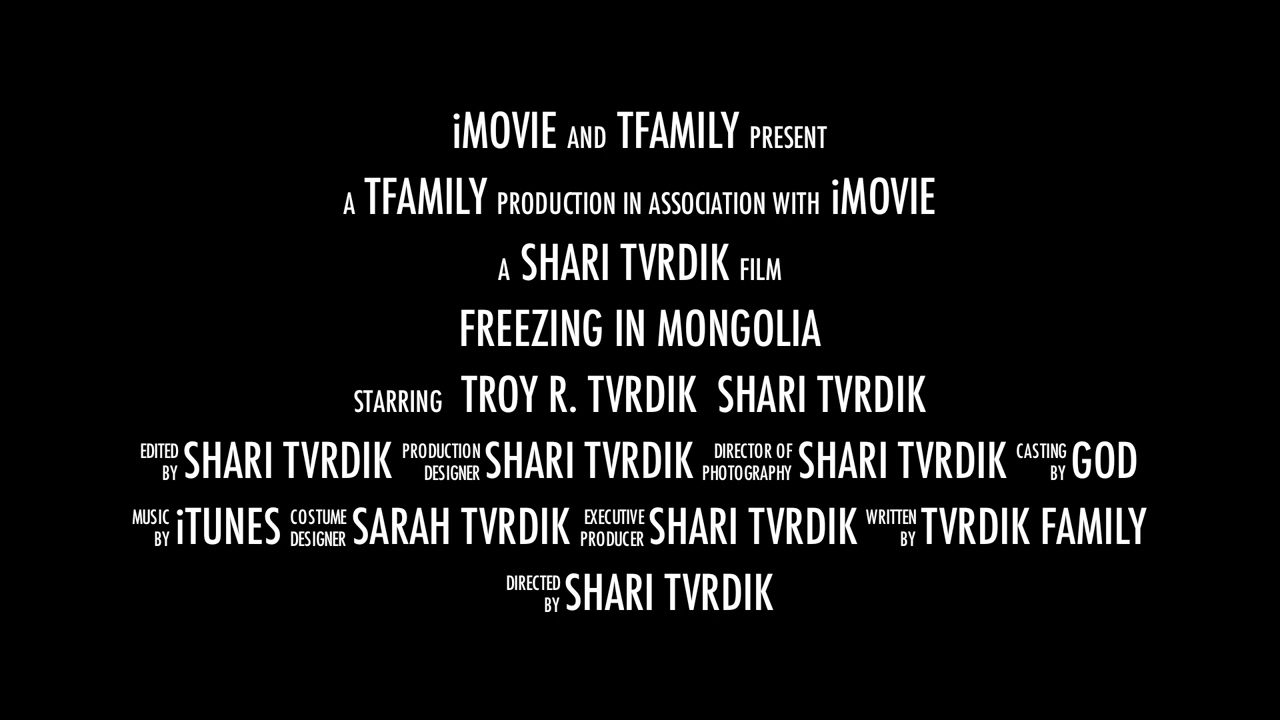 iMOVIE AND TFAMILY PRESENT
A TFAMILY PRODUCTION IN ASSOCIATION WITH iMOVIE
A SHARI TVRDIK FILM
FREEZING IN MONGOLIA
STARRING TROY R. TVRDIK SHARI TVRDIK
EDITED BY SHARI TVRDIK PRODUCTION DESIGNER SHARI TVRDIK DIRECTOR OF PHOTOGRAPHY SHARI TVRDIK CASTING BY GOD
MUSIC BY iTUNES COSTUME DESIGNER SARAH TVRDIK EXECUTIVE PRODUCER SHARI TVRDIK WRITTEN BY TVRDIK FAMILY
DIRECTED BY SHARI TVRDIK